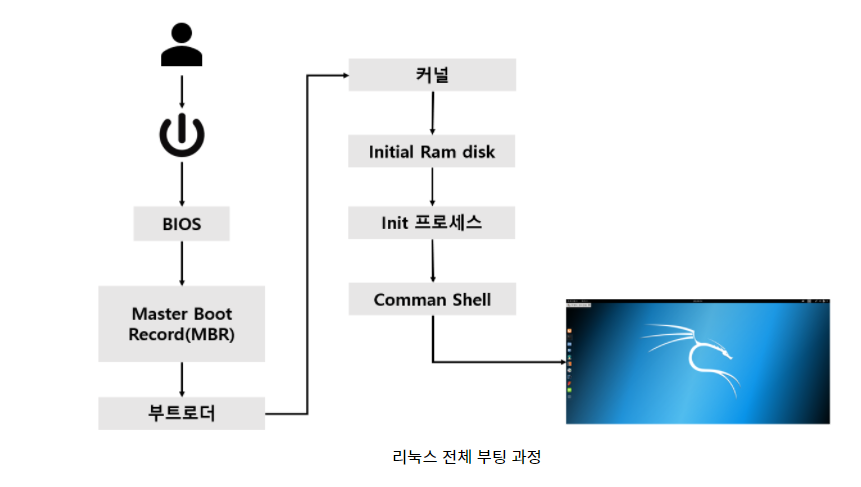 BIOS
Master Boot
Record(MBR)
부트로더
커널
Initial Ram disk
Init 프로세스
Comman Shell
리눅스 전체 부팅 과정